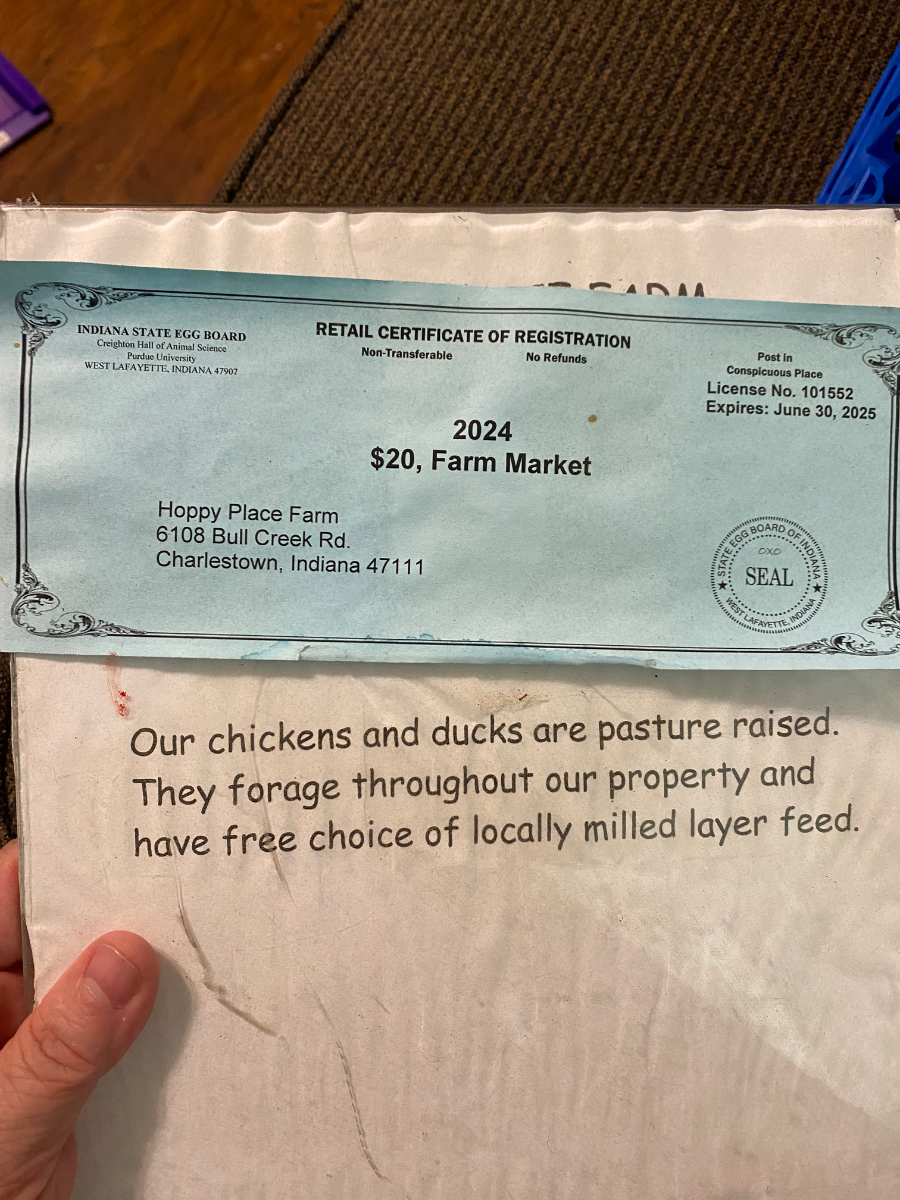 FARM
INDIANA STATE EGG BOARD
Creighton Hall of Animal Science
Purdue University
WEST LAFAYETTE, INDIANA 47907
RETAIL CERTIFICATE OF REGISTRATION
Non-Transferable No Refunds
Post in
Conspicuous Place
License No. 101552
Expires: June 30, 2025
2024
$20, Farm Market
Hoppy Place Farm
6108 Bull Creek Rd.
Charlestown, Indiana 47111
STATE EGG BOARD OF INDIANA
OXO
SEAL
WEST LAFAYETTE, INDIANA
Our chickens and ducks are pasture raised.
They forage throughout our property and
have free choice of locally milled layer feed.